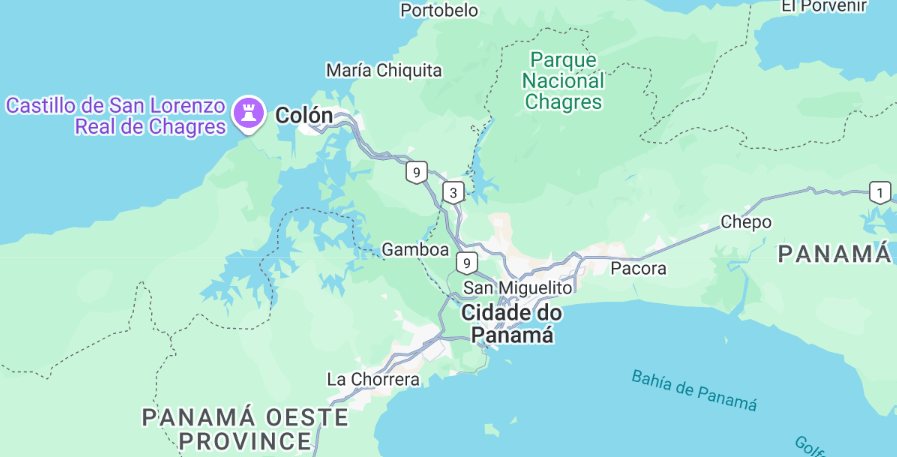 El Porvenir
Portobelo
María Chiquita
Parque
Nacional
Chagres
Castillo de San Lorenzo
Real de Chagres
Colón
9
3
1
Chepo
Gamboa
PANAMÁ
9
Pacora
San Miguelito
Cidade do
Panamá
La Chorrera
Bahía de Panamá
PANAMÁ OESTE
PROVINCE
Golf